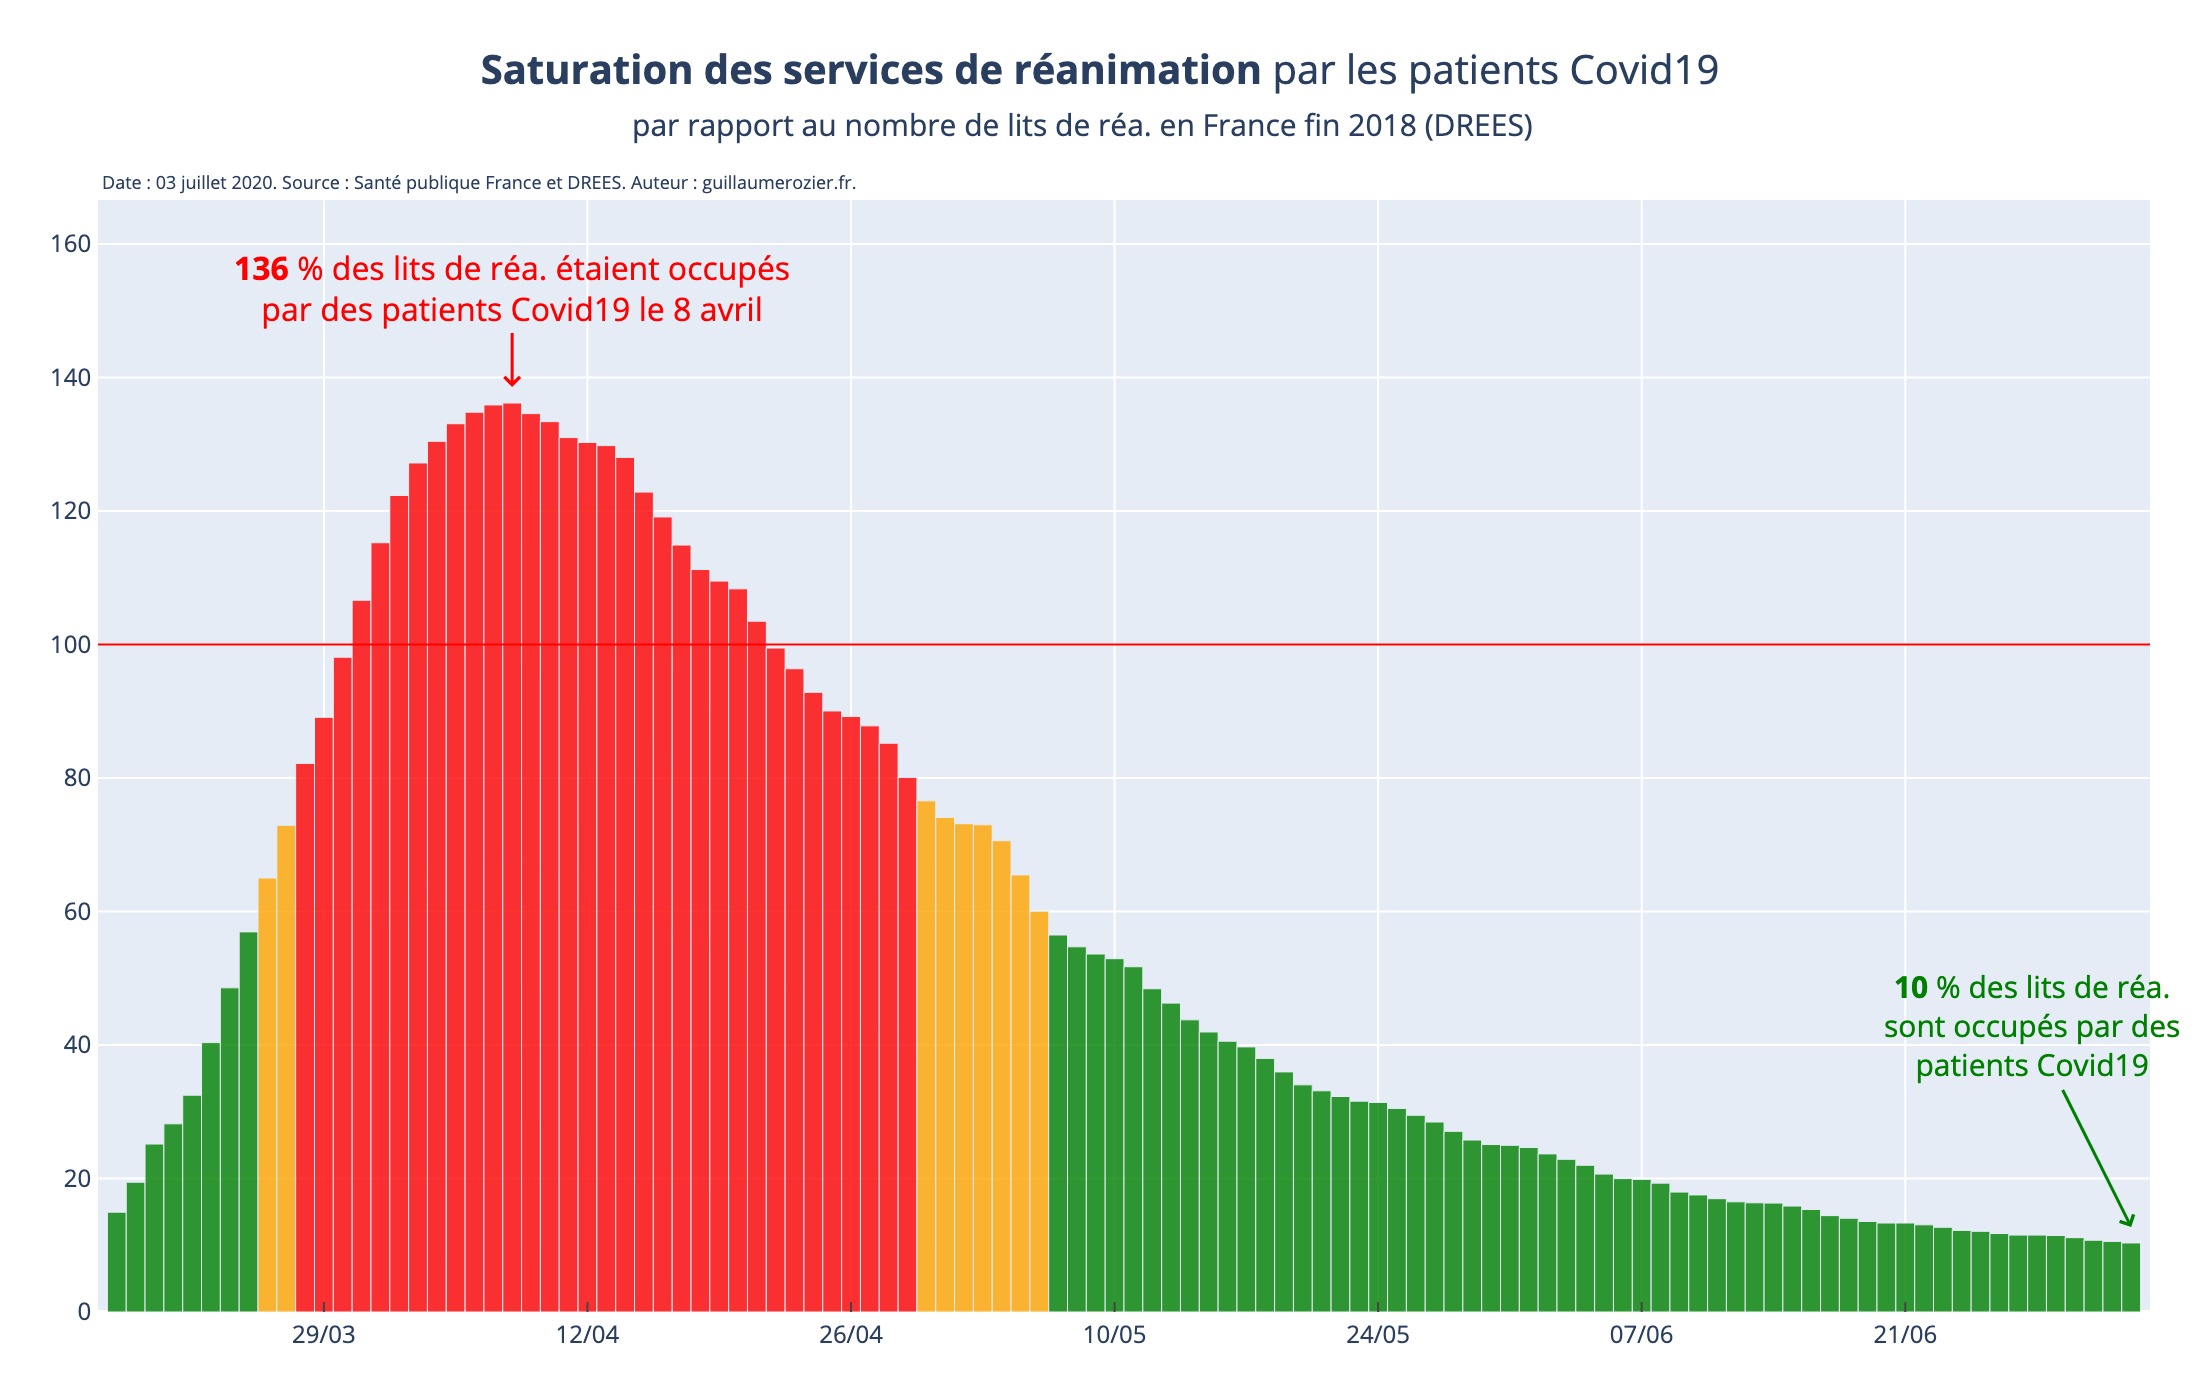 Saturation des services de réanimation par les patients Covid19
par rapport au nombre de lits de réa. en France fin 2018 (DREES)
Date : 03 juillet 2020. Source : Santé publique France et DREES. Auteur : guillaumerozier.fr.
160
136 % des lits de réa. étaient occupés
par des patients Covid19 le 8 avril
140
120
100
80
60
10 % des lits de réa.
sont occupés par des
patients Covid19
40
20
0
29/03 12/04 26/04 10/05 24/05 07/06 21/06